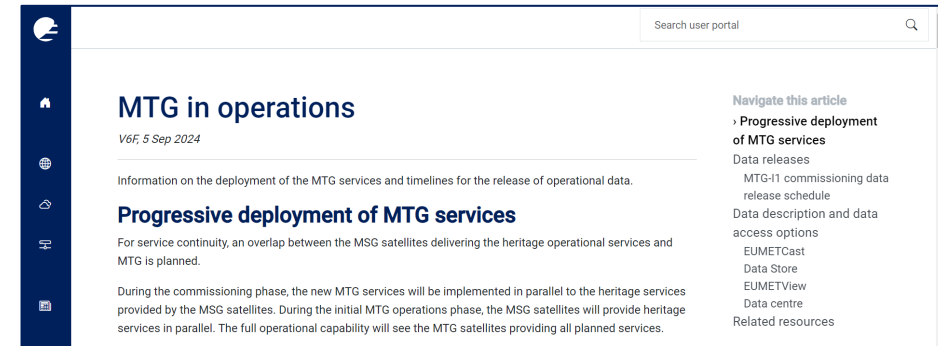 Search user portal
MTG in operations
V6F, 5 Sep 2024
Information on the deployment of the MTG services and timelines for the release of operational data.
Progressive deployment of MTG services
For service continuity, an overlap between the MSG satellites delivering the heritage operational services and
MTG is planned.
During the commissioning phase, the new MTG services will be implemented in parallel to the heritage services
provided by the MSG satellites. During the initial MTG operations phase, the MSG satellites will provide heritage
services in parallel. The full operational capability will see the MTG satellites providing all planned services.
Navigate this article
› Progressive deployment
of MTG services
Data releases
MTG-I1 commissioning data
release schedule
Data description and data
access options
EUMETCast
Data Store
EUMETView
Data centre
Related resources